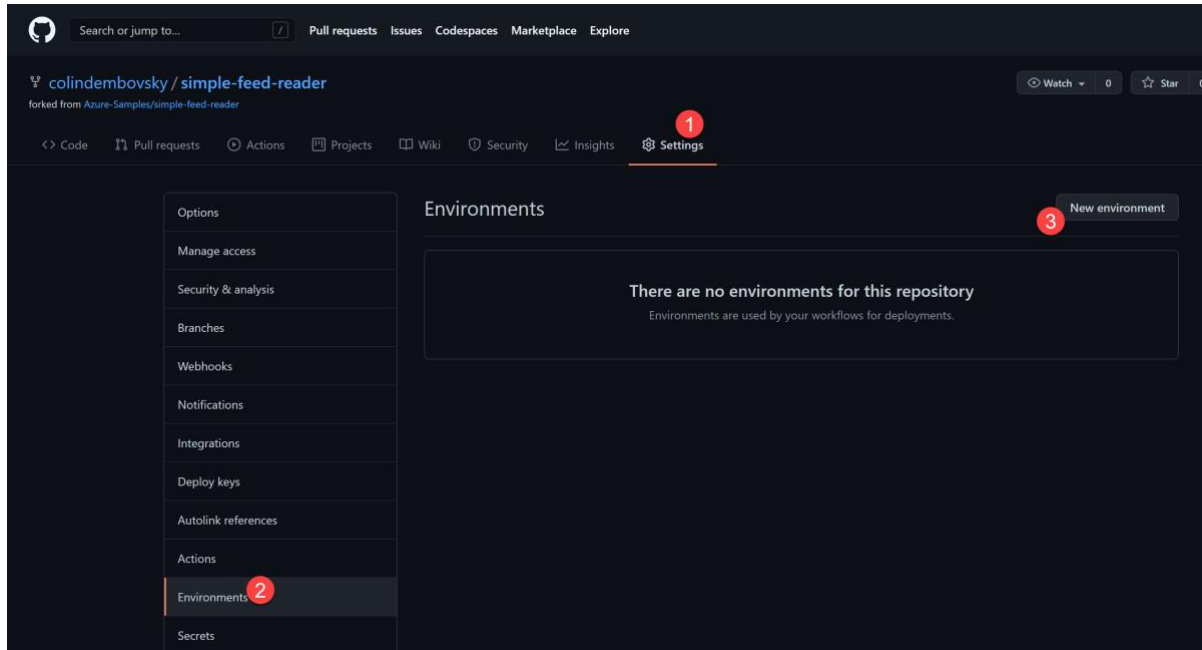 Search or jump to... /
Pull requests Issues Codespaces Marketplace Explore
colindembovsky / simple-feed-reader
Watch 0 Star
forked from Azure-Samples/simple-feed-reader
1
<> Code Pull requests Actions Projects Wiki Security Insights Settings
Options
Manage access
Security & analysis
Branches
Webhooks
Notifications
Integrations
Deploy keys
Autolink references
Actions
Environments 2
Secrets
Environments
New environment
3
There are no environments for this repository
Environments are used by your workflows for deployments.